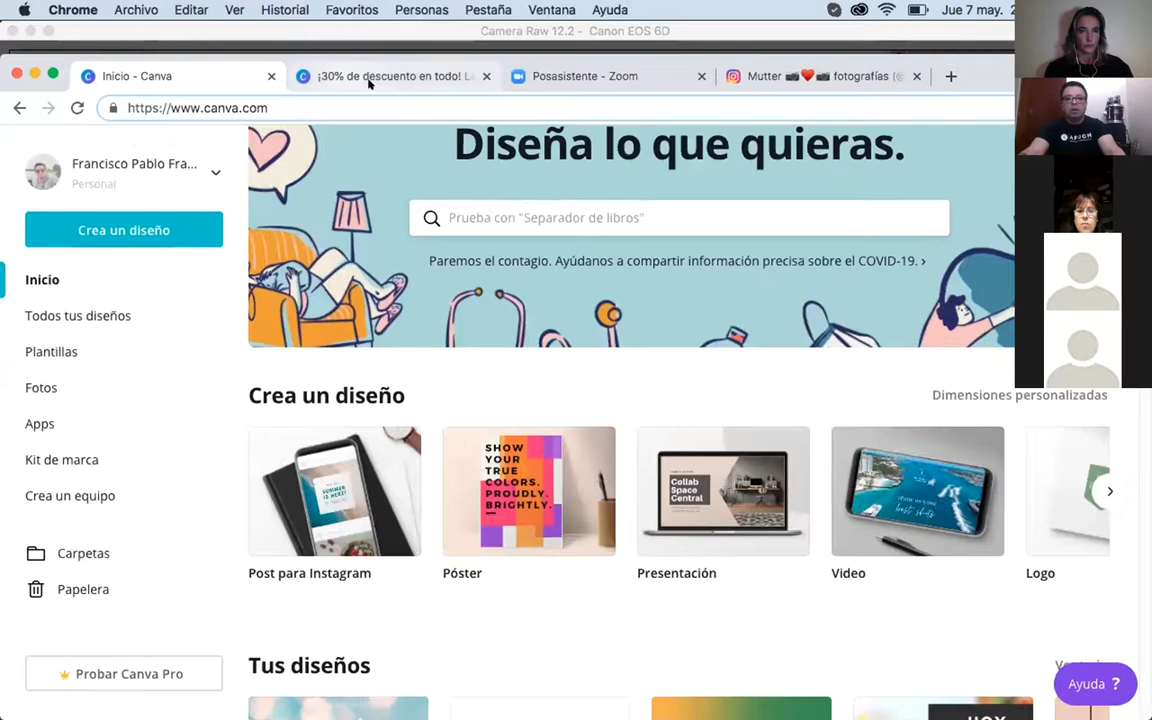 Chrome Archivo Editar Ver Historial Favoritos Personas Pestaña Ventana Ayuda Jue 7 may.
Camera Raw 12.2 - Canon EOS 6D
Inicio - Canva ¡30% de descuento en todo! Posasistente - Zoom Mutter 📷❤️📷 fotografías
https://www.canva.com
Francisco Pablo Fra...
Personal
Crea un diseño
Inicio
Todos tus diseños
Plantillas
Fotos
Apps
Kit de marca
Crea un equipo
Carpetas
Papelera
Probar Canva Pro
Diseña lo que quieras.
Prueba con "Separador de libros"
Paremos el contagio. Ayúdanos a compartir información precisa sobre el COVID-19. ›
Crea un diseño
Dimensiones personalizadas
SHOW
YOUR
TRUE
COLORS.
PROUDLY.
BRIGHTLY.
Collab
Space
Central
Post para Instagram
Póster
Presentación
Video
Logo
Tus diseños
HOY
Ayuda ?